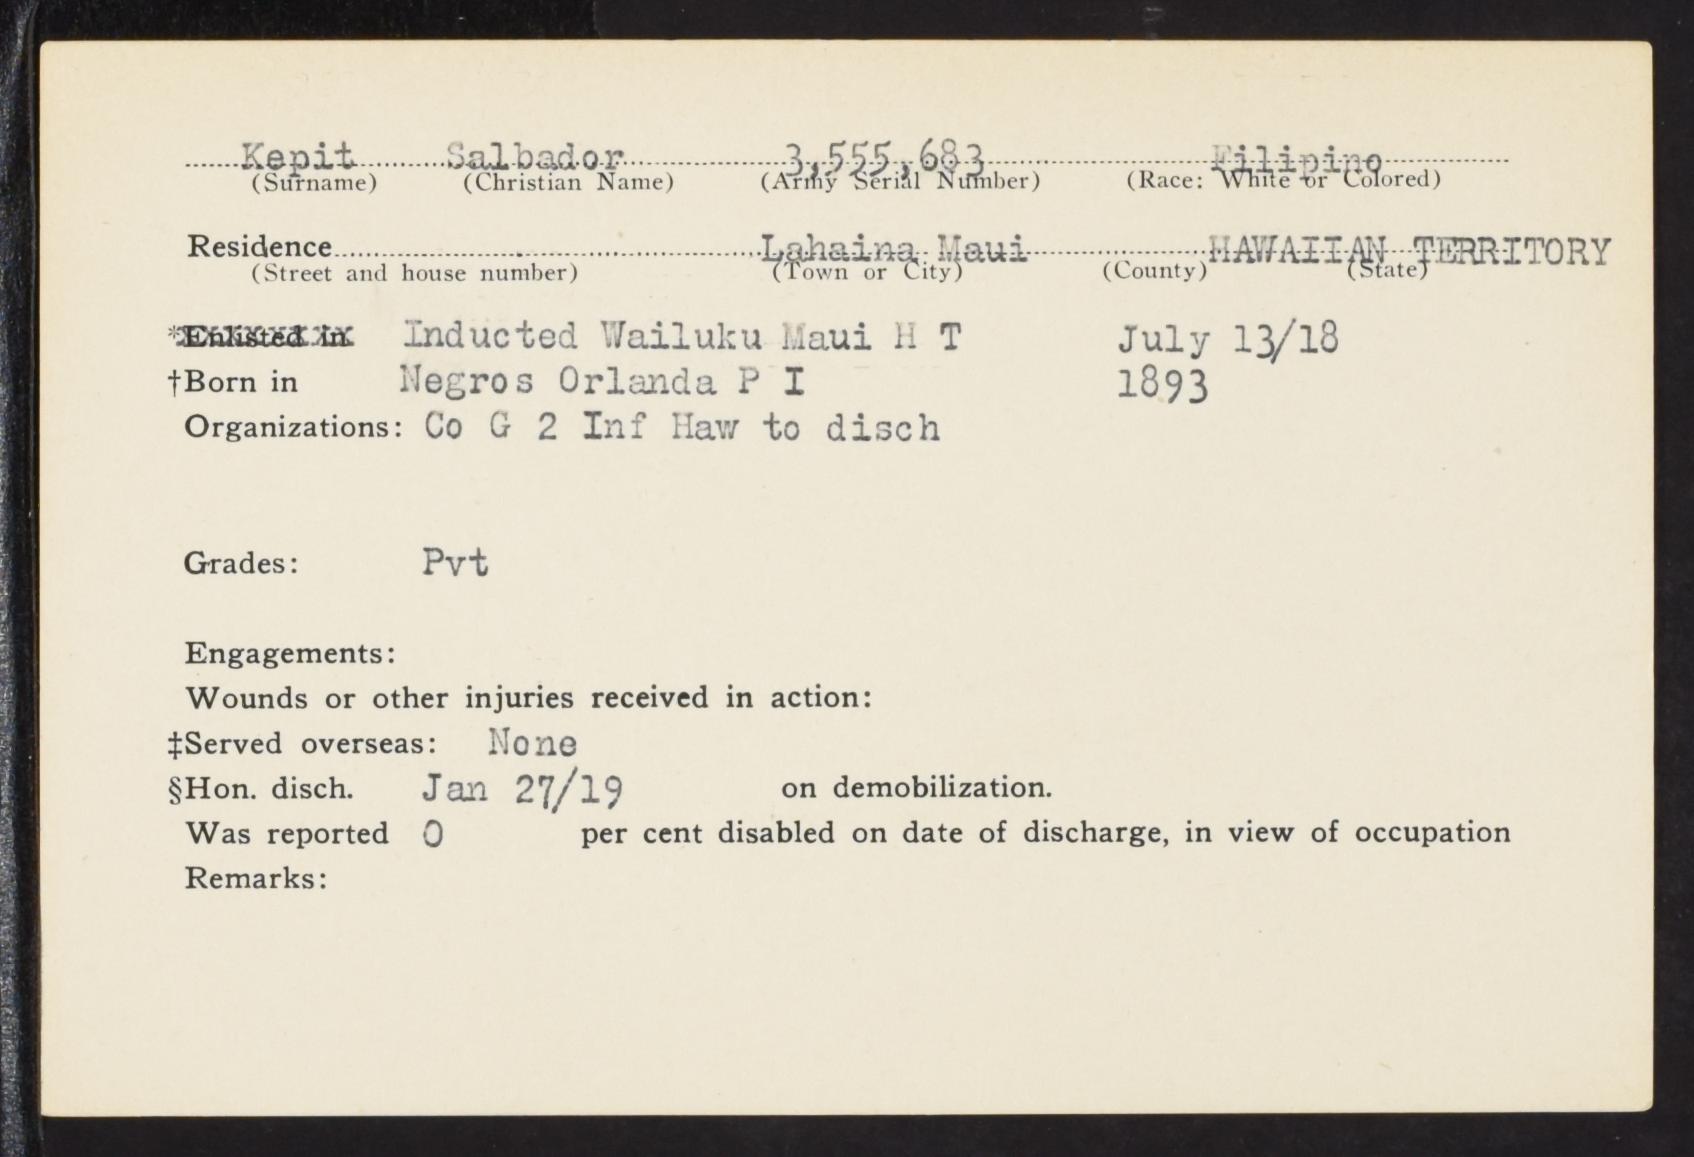 Kepit Salbador 3,555,683 Filipino
(Surname) (Christian Name) (Army Serial Number) (Race: White or Colored)
Residence Lahaina Maui HAWAIIAN TERRITORY
(Street and house number) (Town or City) (County) (State)
*Enlisted in Inducted Wailuku Maui H T July 13/18
†Born in Negros Orlanda P I 1893
Organizations: Co G 2 Inf Haw to disch
Grades: Pvt
Engagements:
Wounds or other injuries received in action:
‡Served overseas: None
§Hon. disch. Jan 27/19 on demobilization.
Was reported 0 per cent disabled on date of discharge, in view of occupation
Remarks: